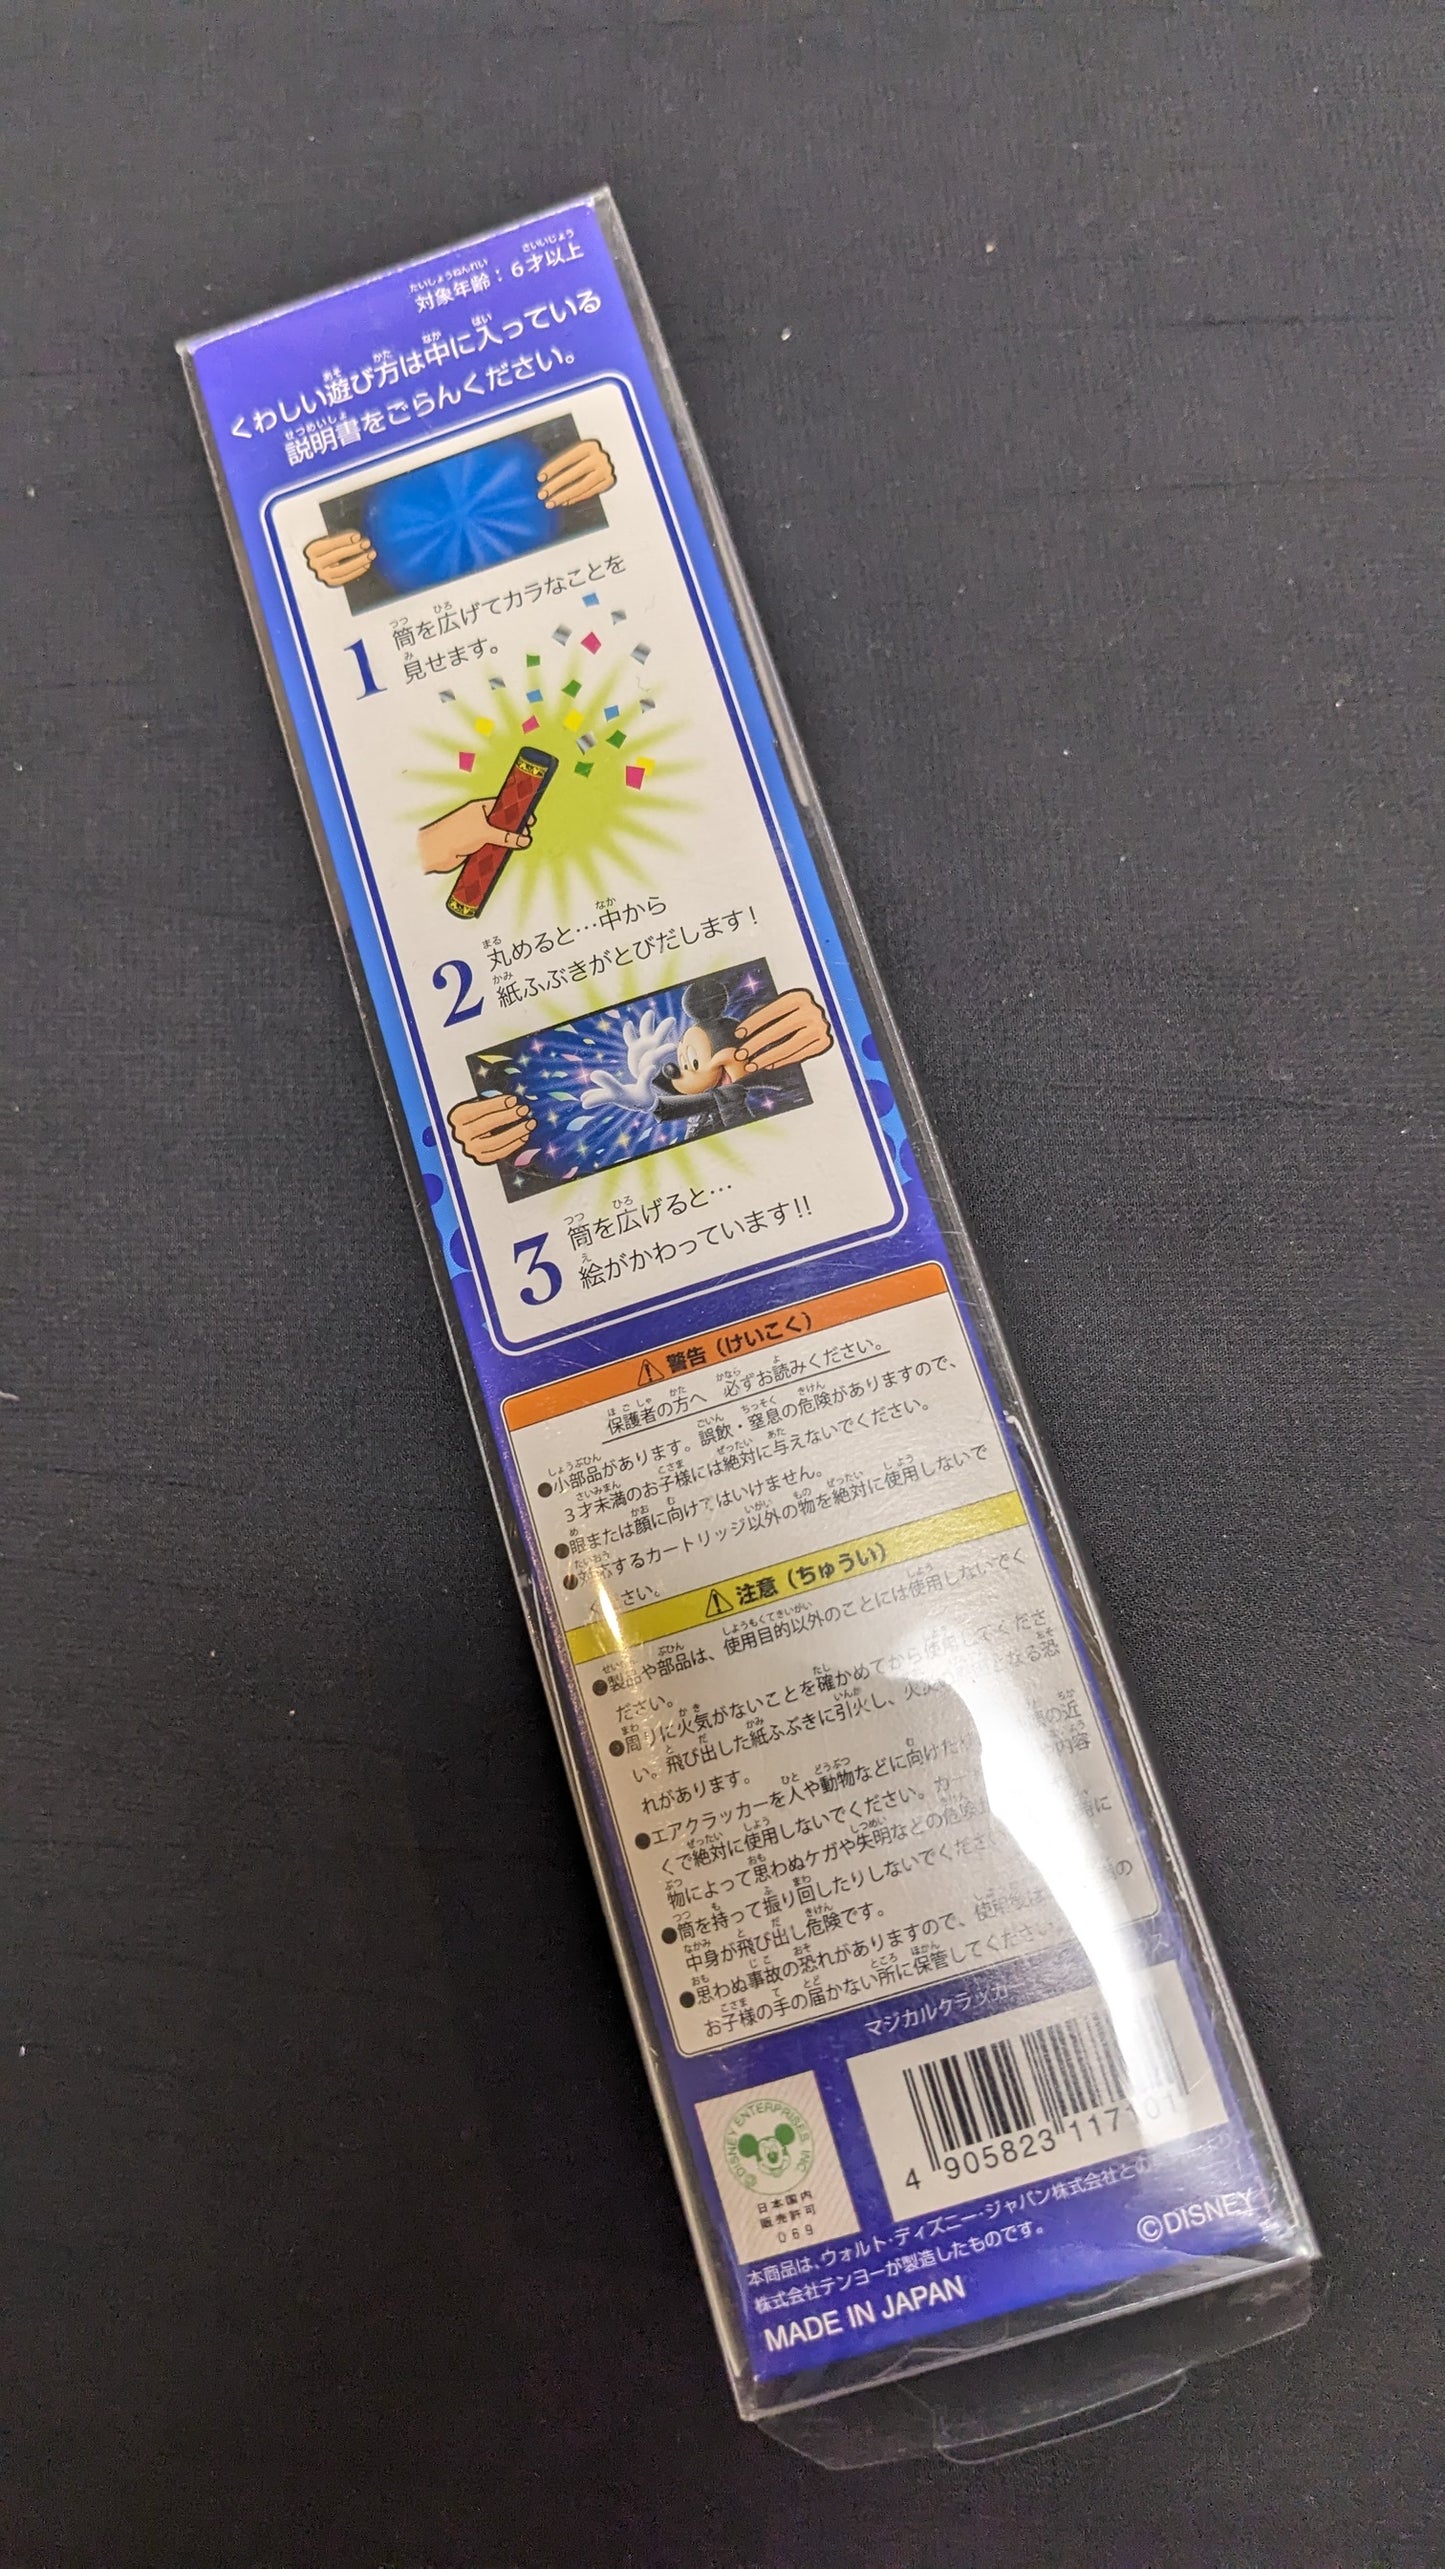 対象年齢：6才以上
くわしい遊び方は中に入っている
説明書をごらんください。
1 筒を広げてカラなことを
見せます。
2 丸めると…中から
紙ふぶきがとびだします！
3 筒を広げると…
絵がかわっています!!
⚠警告（けいこく）
保護者の方へ 必ずお読みください。
●小部品があります。誤飲・窒息の危険がありますので、
3才未満のお子様には絶対に与えないでください。
●眼または顔に向けてはいけません。
●対応するカートリッジ以外の物を絶対に使用しないで
ください。
⚠注意（ちゅうい）
●製品や部品は、使用目的以外のことには使用しないでく
ださい。
●周りに火気がないことを確かめてから使用してくださ
い。飛び出した紙ふぶきに引火し、火災の となる恐
れがあります。
●エアクラッカーを人や動物などに向けた の近
くで絶対に使用しないでください。カー や内容
物によって思わぬケガや失明などの危険
●筒を持って振り回したりしないでください に
中身が飛び出し危険です。
●思わぬ事故の恐れがありますので、使用後は の
お子様の手の届かない所に保管してください
マジカルクラッカー
4 905823 117101
© DISNEY ENTERPRISES, INC.
日本国内
販売許可
069
本商品は、ウォルト・ディズニー・ジャパン株式会社との より、
株式会社テンヨーが製造したものです。
©DISNEY
MADE IN JAPAN